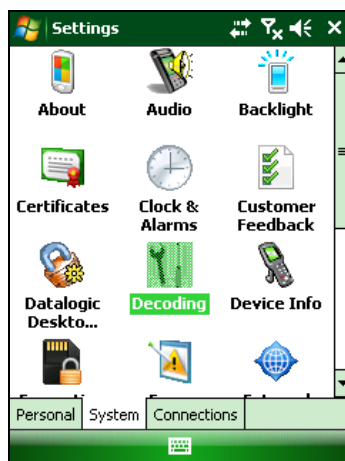 Settings
About
Audio
Backlight
Certificates
Clock &
Alarms
Customer
Feedback
Datalogic
Deskto...
Decoding
Device Info
Personal
System
Connections